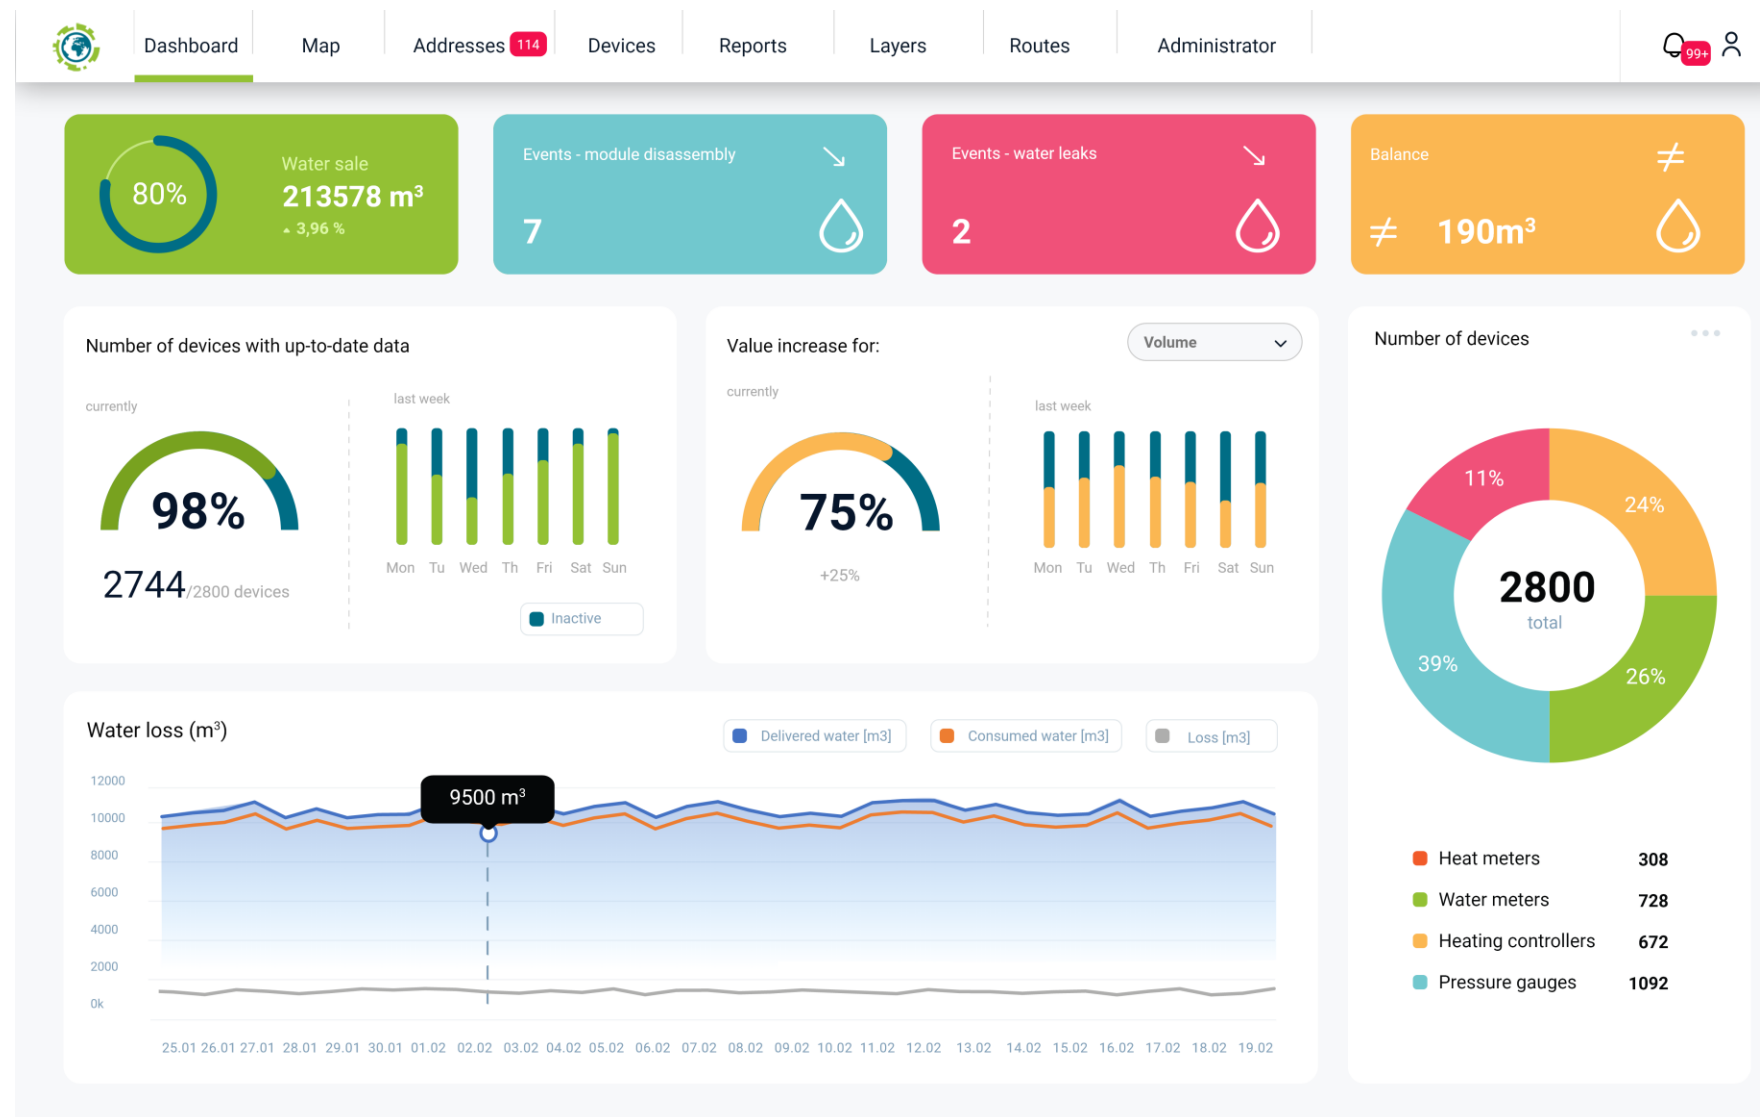 Dashboard
Map
Addresses 114
Devices
Reports
Layers
Routes
Administrator
99+
80%
Water sale
213578 m³
3,96 %
Events - module disassembly
7
Events - water leaks
2
Balance
≠
≠ 190m³
Number of devices with up-to-date data
currently
98%
2744/2800 devices
last week
Mon Tu Wed Th Fri Sat Sun
Inactive
Value increase for:
Volume
currently
75%
+25%
last week
Mon Tu Wed Th Fri Sat Sun
Number of devices
11%
24%
39%
26%
2800
total
Heat meters 308
Water meters 728
Heating controllers 672
Pressure gauges 1092
Water loss (m³)
Delivered water [m3]
Consumed water [m3]
Loss [m3]
9500 m³
12000
10000
8000
6000
4000
2000
0k
25.01 26.01 27.01 28.01 29.01 30.01 01.02 02.02 03.02 04.02 05.02 06.02 07.02 08.02 09.02 10.02 11.02 12.02 13.02 14.02 15.02 16.02 17.02 18.02 19.02